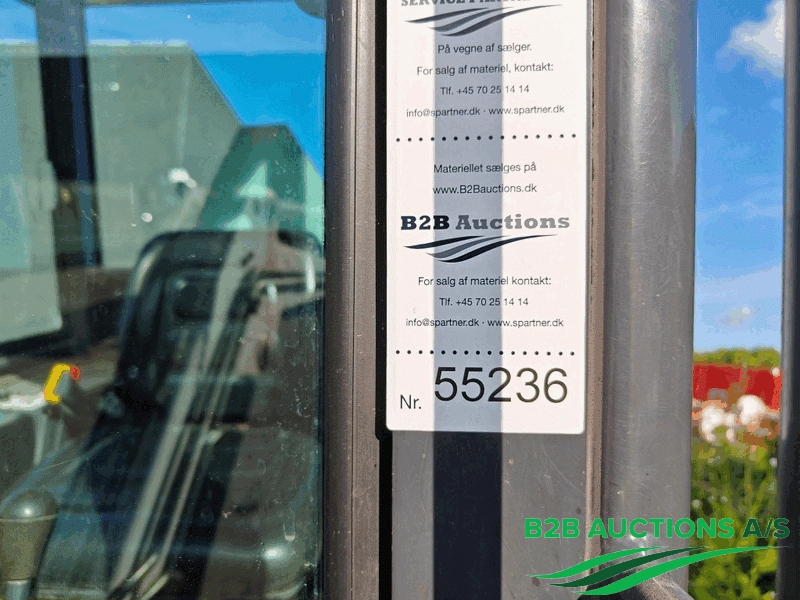 På vegne af sælger.
For salg af materiel, kontakt:
Tlf. +45 70 25 14 14
info@spartner.dk · www.spartner.dk
Materiellet sælges på
www.B2Bauctions.dk
B2B Auctions
For salg af materiel kontakt:
Tlf. +45 70 25 14 14
info@spartner.dk · www.spartner.dk
Nr. 55236
B2B AUCTIONS A/S